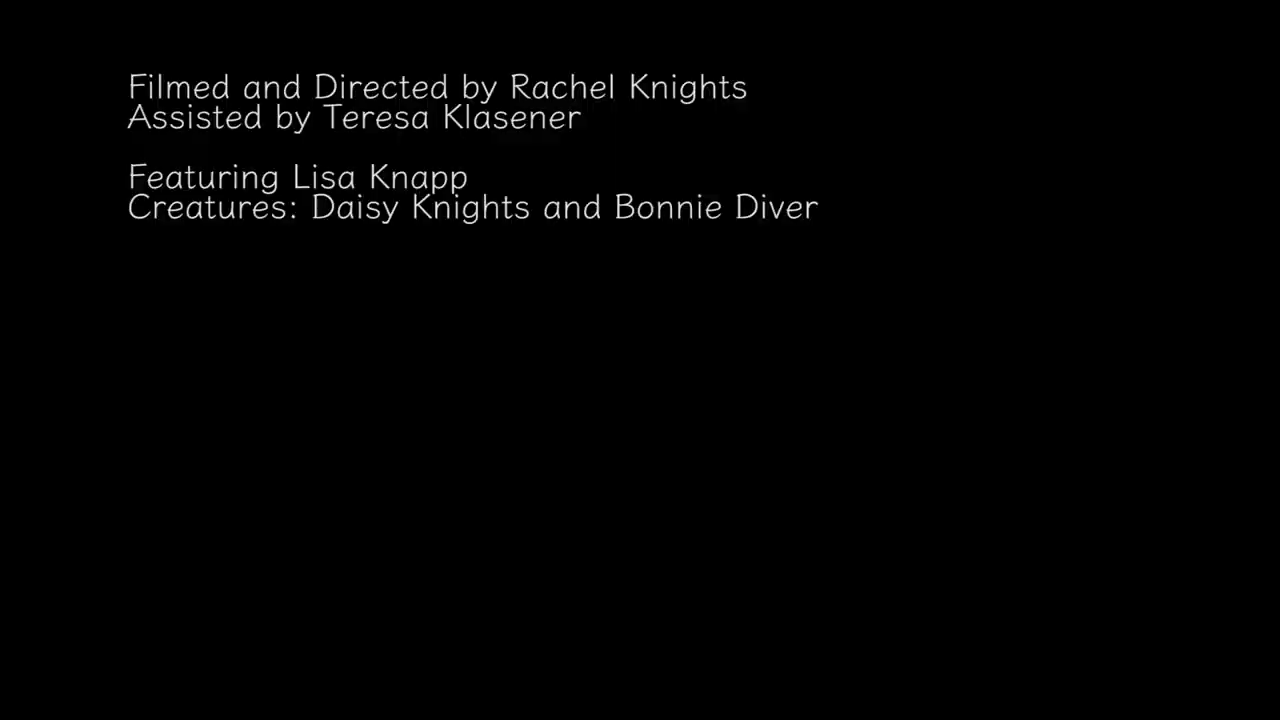 Filmed and Directed by Rachel Knights
Assisted by Teresa Klasener
Featuring Lisa Knapp
Creatures: Daisy Knights and Bonnie Diver